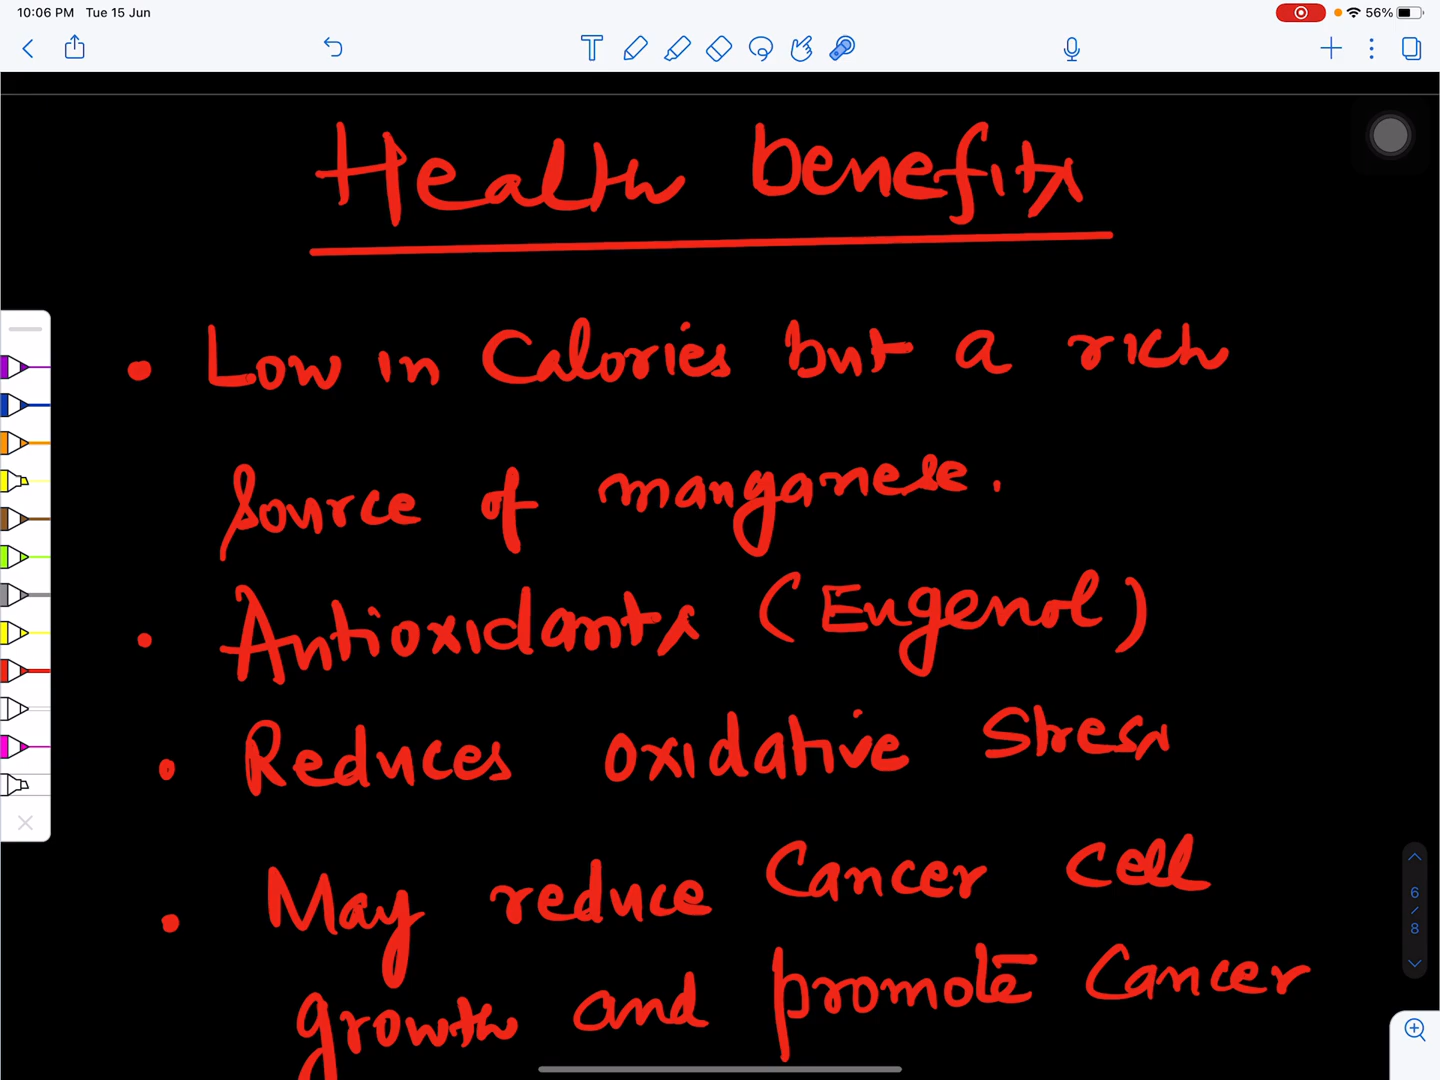 10:06 PM Tue 15 Jun 56%
T
Health benefits
• Low in Calories but a rich
Source of manganese.
• Antioxidants (Eugenol)
• Reduces oxidative Stress
• May reduce Cancer Cell
growth and promote Cancer
6
/
8